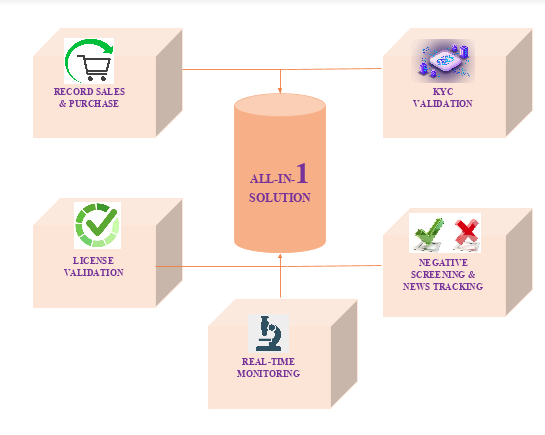 RECORD SALES
& PURCHASE
KYC
VALIDATION
ALL-IN-1
SOLUTION
LICENSE
VALIDATION
NEGATIVE
SCREENING &
NEWS TRACKING
REAL-TIME
MONITORING